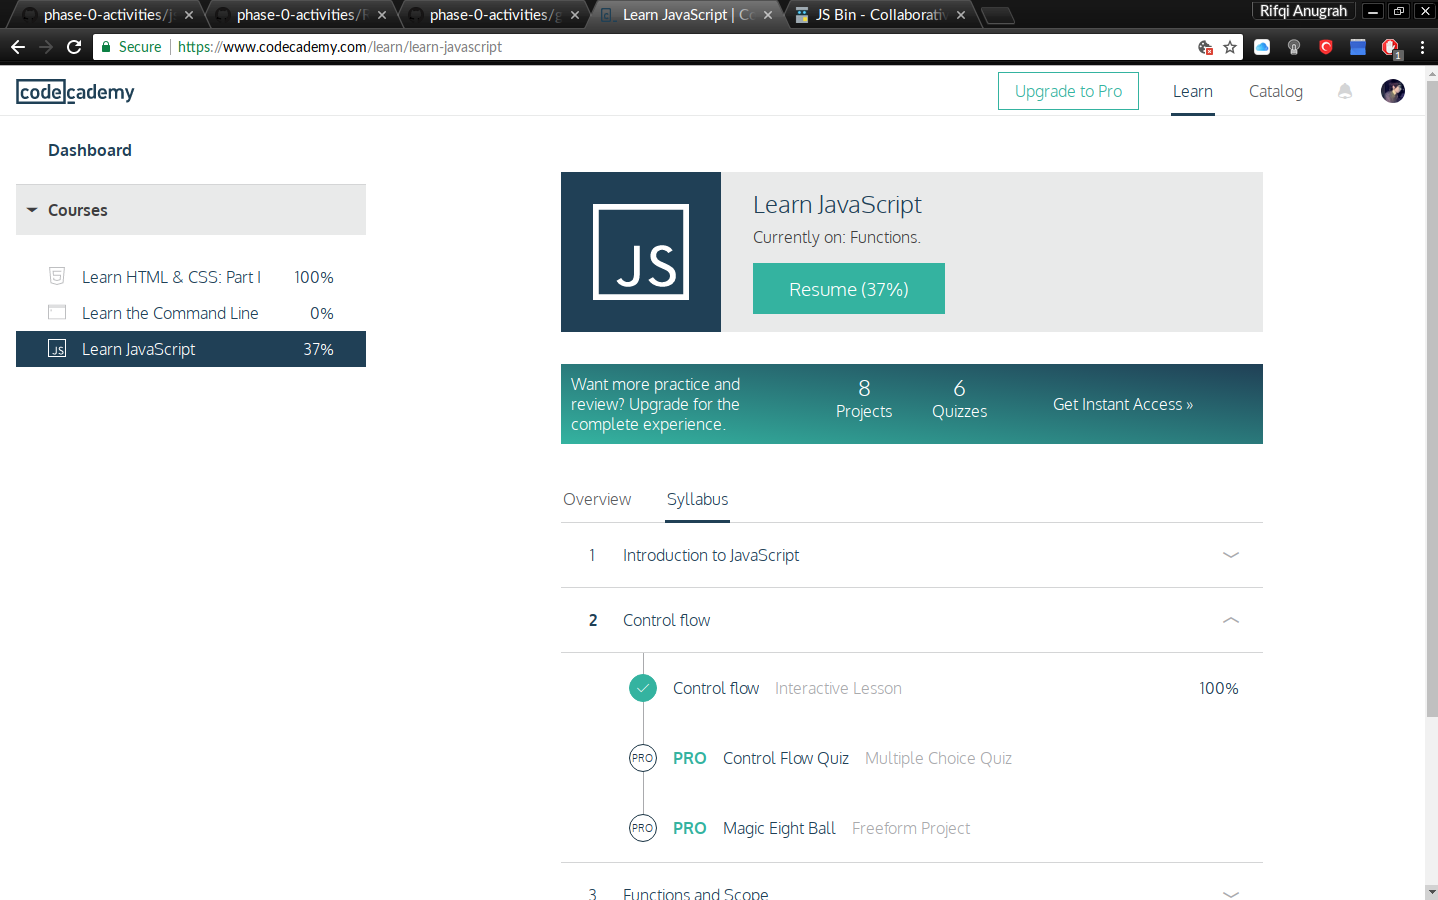 phase-0-activities/js
phase-0-activities/R
phase-0-activities/g
Learn JavaScript | Co
JS Bin - Collaborativ
Rifqi Anugrah
Secure
https://www.codecademy.com/learn/learn-javascript
1
codecademy
Upgrade to Pro
Learn
Catalog
Dashboard
Courses
Learn HTML & CSS: Part I 100%
Learn the Command Line 0%
JS Learn JavaScript 37%
JS
Learn JavaScript
Currently on: Functions.
Resume (37%)
Want more practice and
review? Upgrade for the
complete experience.
8
Projects
6
Quizzes
Get Instant Access »
Overview
Syllabus
1 Introduction to JavaScript
2 Control flow
Control flow Interactive Lesson 100%
PRO PRO Control Flow Quiz Multiple Choice Quiz
PRO PRO Magic Eight Ball Freeform Project
3 Functions and Scope